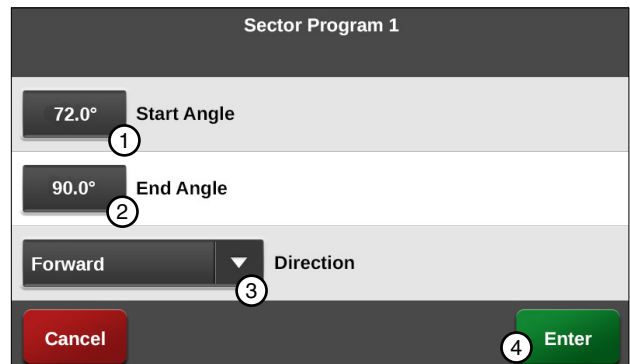 Sector Program 1
72.0° Start Angle
1
90.0° End Angle
2
Forward Direction
3
Cancel Enter
4